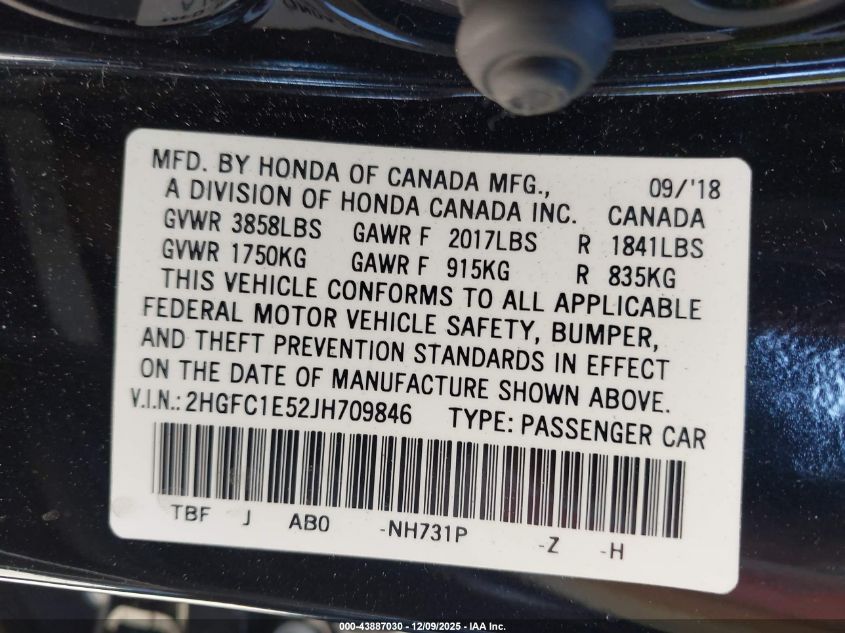 MFD. BY HONDA OF CANADA MFG., 09/'18
A DIVISION OF HONDA CANADA INC. CANADA
GVWR 3858LBS GAWR F 2017LBS R 1841LBS
GVWR 1750KG GAWR F 915KG R 835KG
THIS VEHICLE CONFORMS TO ALL APPLICABLE
FEDERAL MOTOR VEHICLE SAFETY, BUMPER,
AND THEFT PREVENTION STANDARDS IN EFFECT
ON THE DATE OF MANUFACTURE SHOWN ABOVE.
V.I.N.: 2HGFC1E52JH709846 TYPE: PASSENGER CAR
TBF J AB0 -NH731P -Z -H
000-43887030 - 12/09/2025 - IAA Inc.